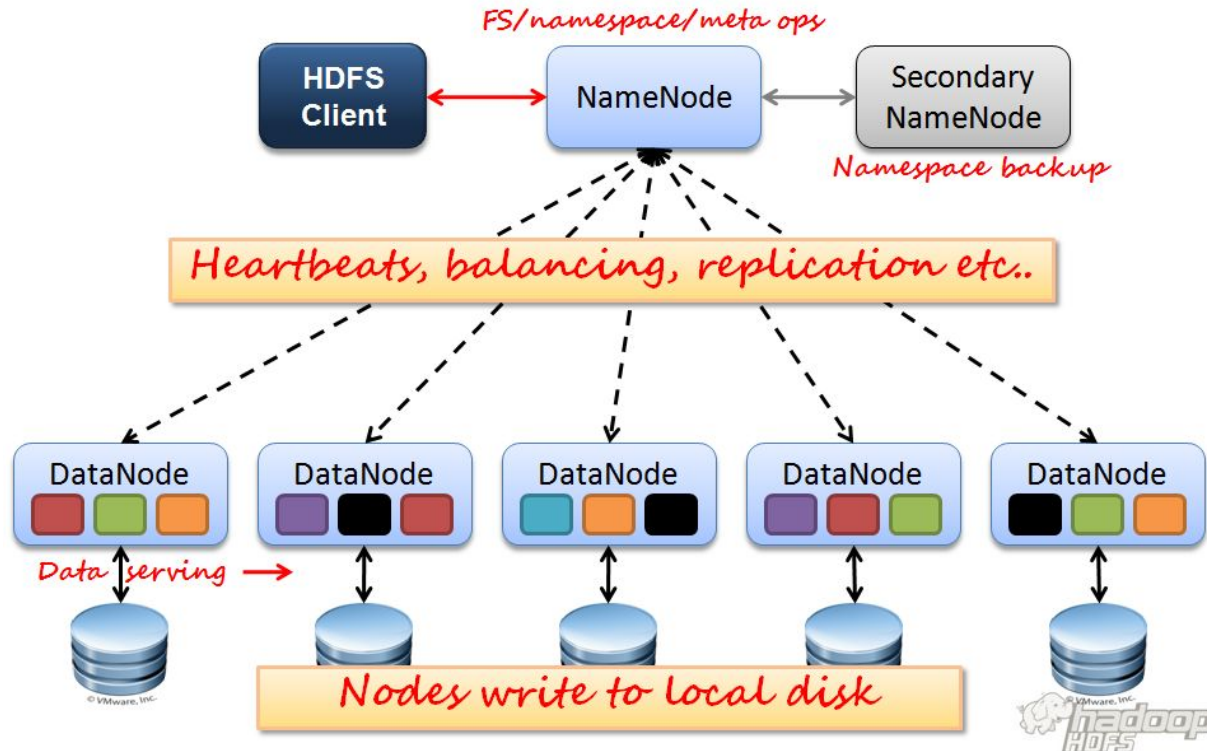 FS/namespace/meta ops
HDFS
Client
NameNode
Secondary
NameNode
Namespace backup
Heartbeats, balancing, replication etc..
DataNode
DataNode
DataNode
DataNode
DataNode
Data serving
Nodes write to local disk
© VMware, Inc.
© VMware, Inc.
hadoop
HDFS